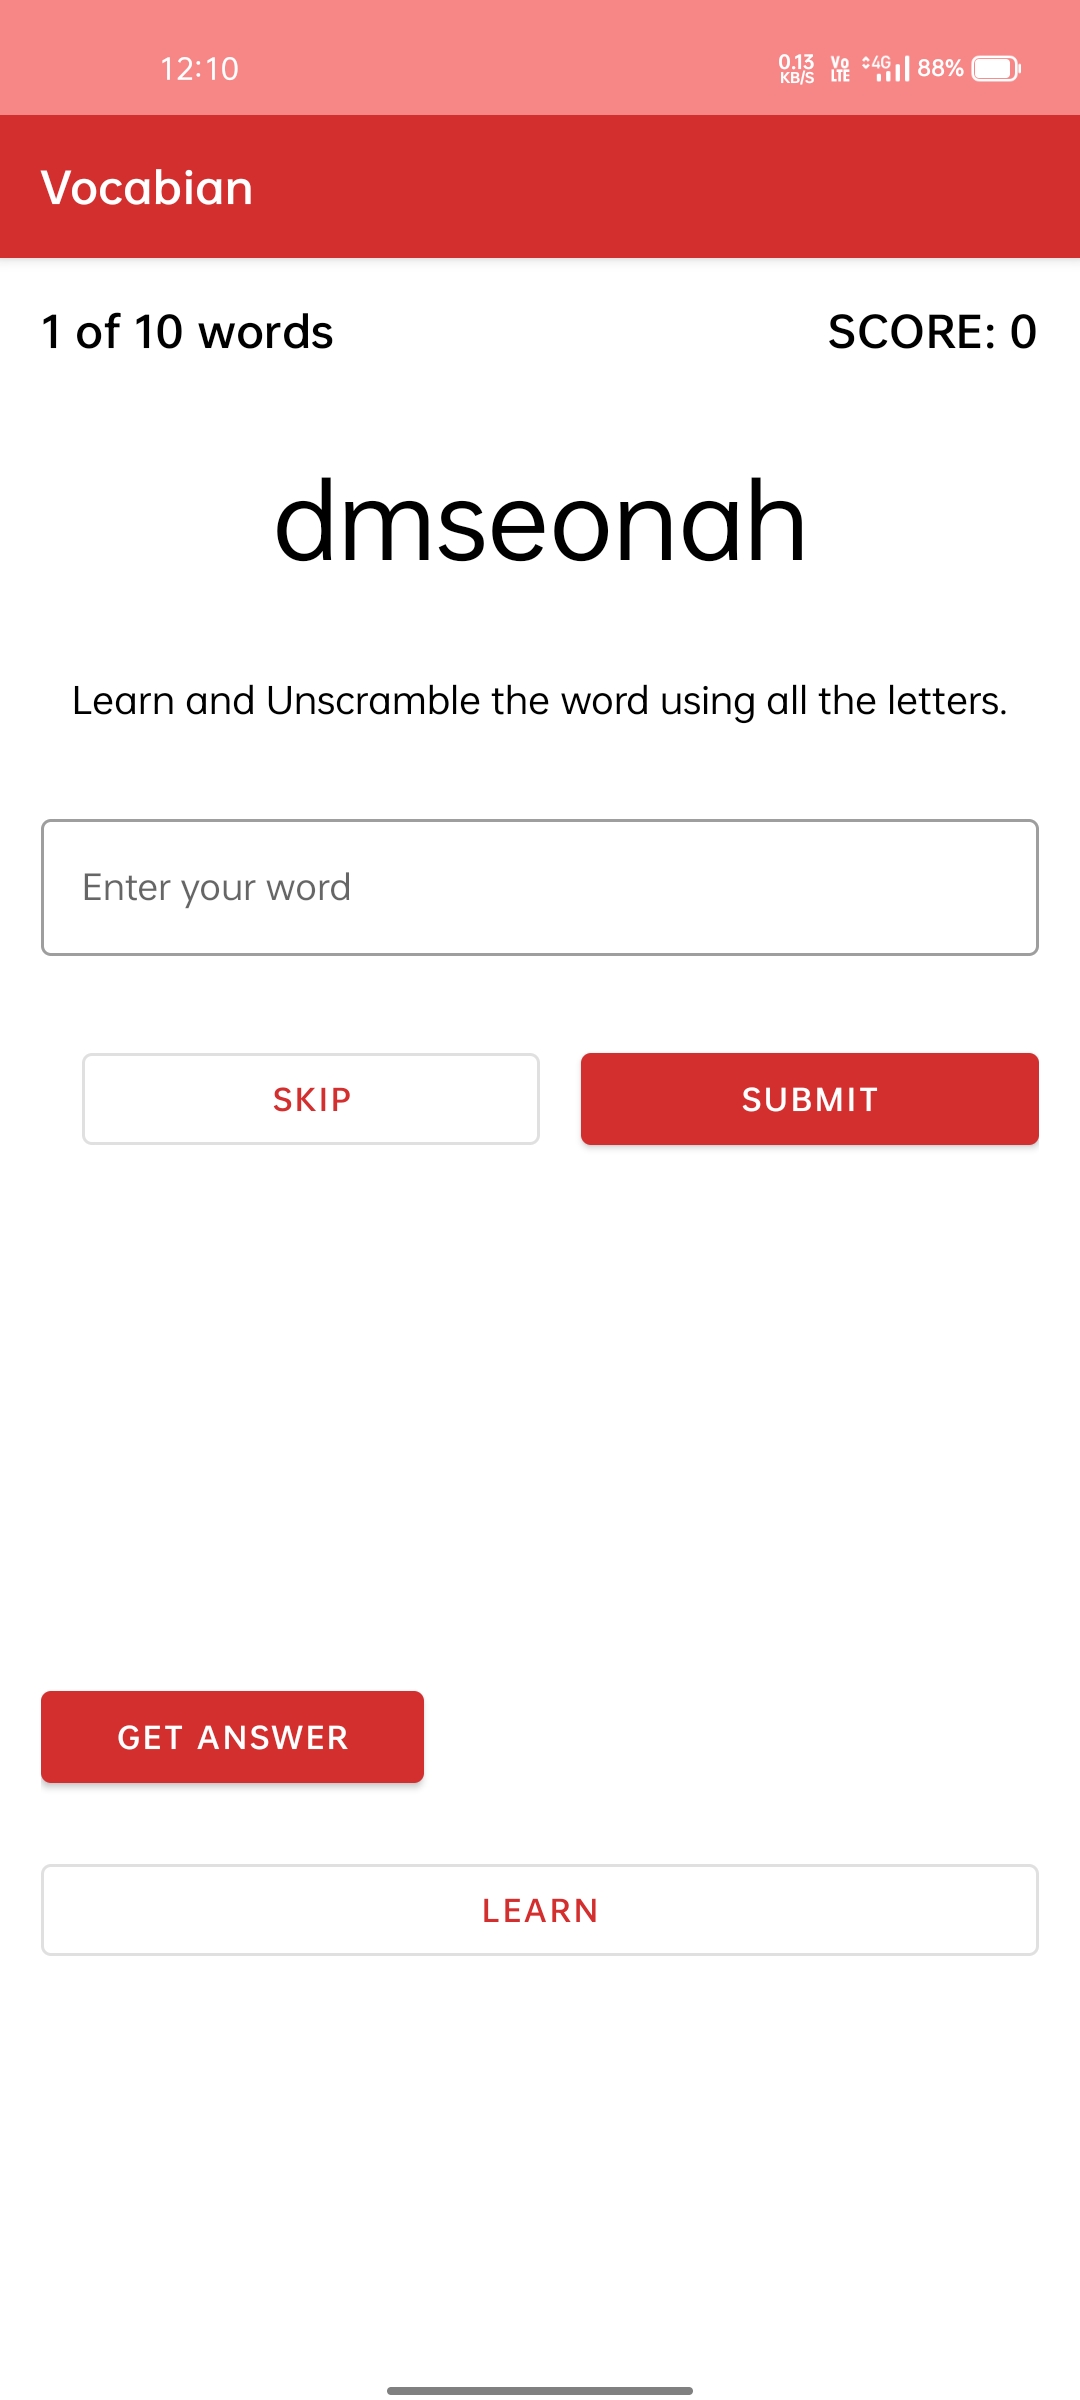 12:10 0.13 KB/S Vo LTE 4G 88%
Vocabian
1 of 10 words SCORE: 0
dmseonah
Learn and Unscramble the word using all the letters.
Enter your word
SKIP SUBMIT
GET ANSWER
LEARN